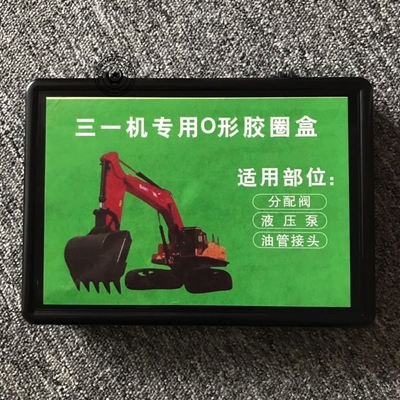 三一机专用O形胶圈盒
适用部位：
分配阀
液压泵
油管接头